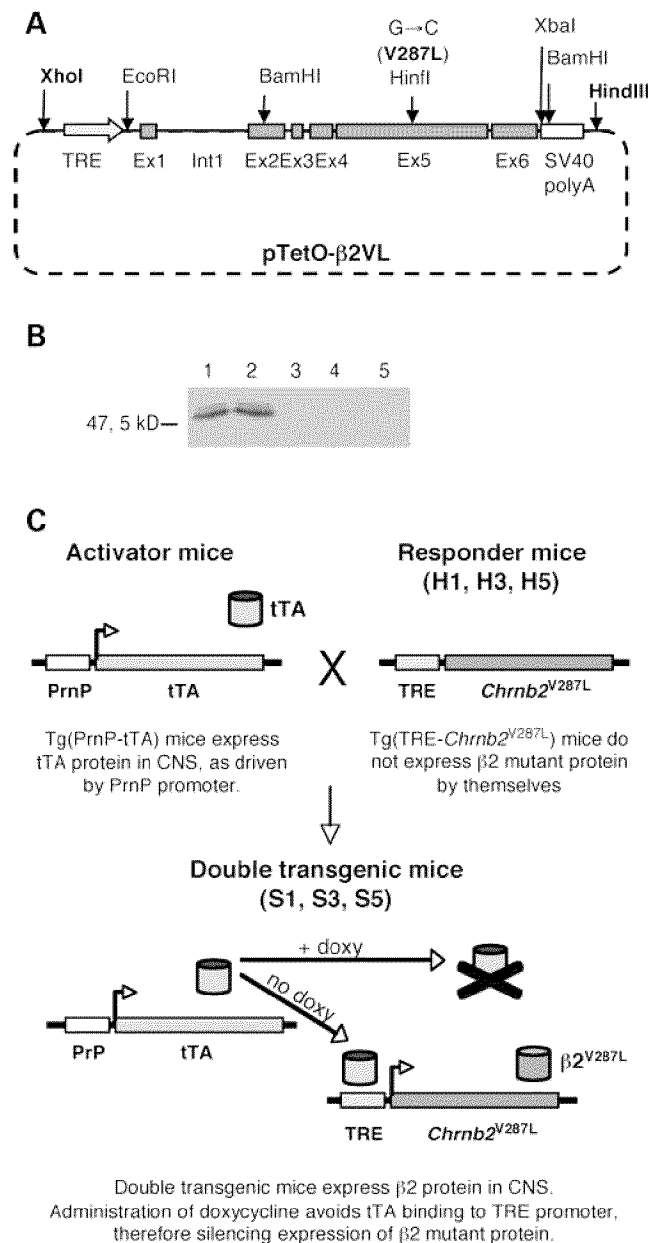 A
G→C
(V287L)
HinfI
XbaI
BamHI
XhoI
EcoRI
BamHI
HindIII
TRE Ex1 Int1 Ex2 Ex3 Ex4 Ex5 Ex6 SV40
polyA
pTetO-β2VL
B
1 2 3 4 5
47, 5 kD
C
Activator mice
Responder mice
(H1, H3, H5)
tTA
X
PrnP tTA
TRE Chrnb2V287L
Tg(PrnP-tTA) mice express
tTA protein in CNS, as driven
by PrnP promoter.
Tg(TRE-Chrnb2V287L) mice do
not express β2 mutant protein
by themselves
Double transgenic mice
(S1, S3, S5)
+ doxy
no doxy
PrP tTA
β2V287L
TRE Chrnb2V287L
Double transgenic mice express β2 protein in CNS.
Administration of doxycycline avoids tTA binding to TRE promoter,
therefore silencing expression of β2 mutant protein.